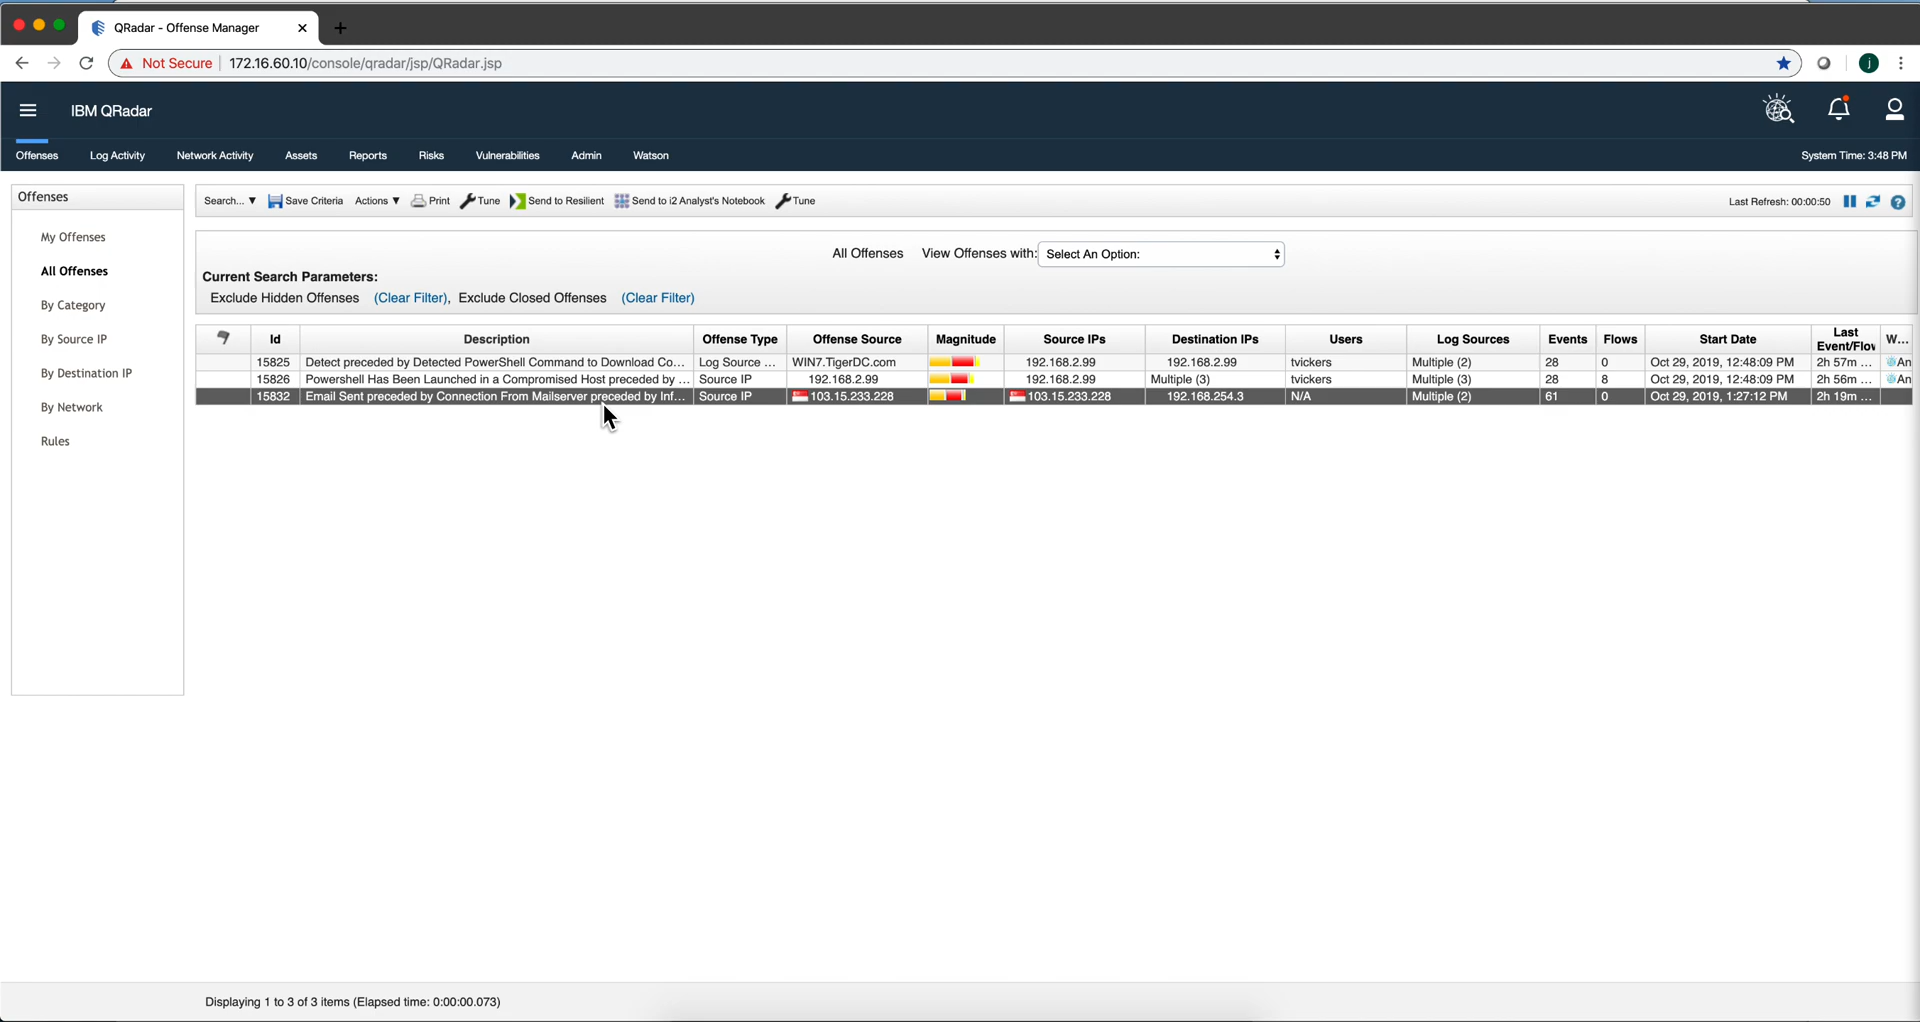 QRadar - Offense Manager
Not Secure 172.16.60.10/console/qradar/jsp/QRadar.jsp j
IBM QRadar
Offenses Log Activity Network Activity Assets Reports Risks Vulnerabilities Admin Watson System Time: 3:48 PM
Offenses
My Offenses
All Offenses
By Category
By Source IP
By Destination IP
By Network
Rules
Search... ▼ Save Criteria Actions ▼ Print Tune Send to Resilient Send to i2 Analyst's Notebook Tune Last Refresh: 00:00:50
All Offenses View Offenses with: Select An Option:
Current Search Parameters:
Exclude Hidden Offenses (Clear Filter), Exclude Closed Offenses (Clear Filter)
Id Description Offense Type Offense Source Magnitude Source IPs Destination IPs Users Log Sources Events Flows Start Date Last Event/Flow W...
15825 Detect preceded by Detected PowerShell Command to Download Co... Log Source ... WIN7.TigerDC.com 192.168.2.99 192.168.2.99 tvickers Multiple (2) 28 0 Oct 29, 2019, 12:48:09 PM 2h 57m ... An
15826 Powershell Has Been Launched in a Compromised Host preceded by ... Source IP 192.168.2.99 192.168.2.99 Multiple (3) tvickers Multiple (3) 28 8 Oct 29, 2019, 12:48:09 PM 2h 56m ... An
15832 Email Sent preceded by Connection From Mailserver preceded by Inf... Source IP 103.15.233.228 103.15.233.228 192.168.254.3 N/A Multiple (2) 61 0 Oct 29, 2019, 1:27:12 PM 2h 19m ...
Displaying 1 to 3 of 3 items (Elapsed time: 0:00:00.073)